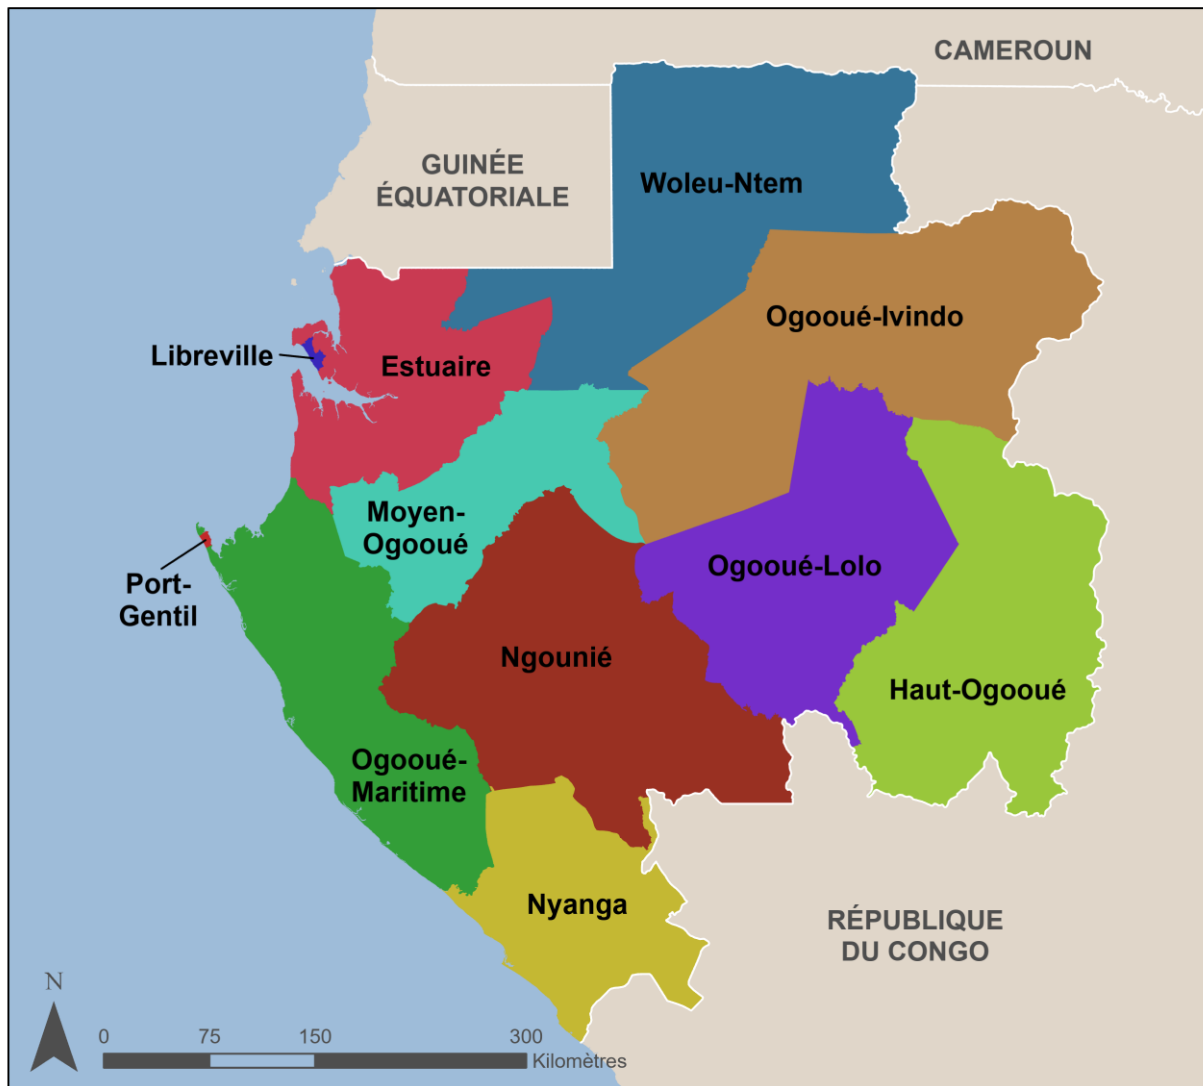 CAMEROUN
GUINÉE
ÉQUATORIALE
Woleu-Ntem
Ogooué-Ivindo
Libreville
Estuaire
Moyen-
Ogooué
Port-
Gentil
Ogooué-Lolo
Ngounié
Haut-Ogooué
Ogooué-
Maritime
Nyanga
RÉPUBLIQUE
DU CONGO
N
0 75 150 300
Kilomètres